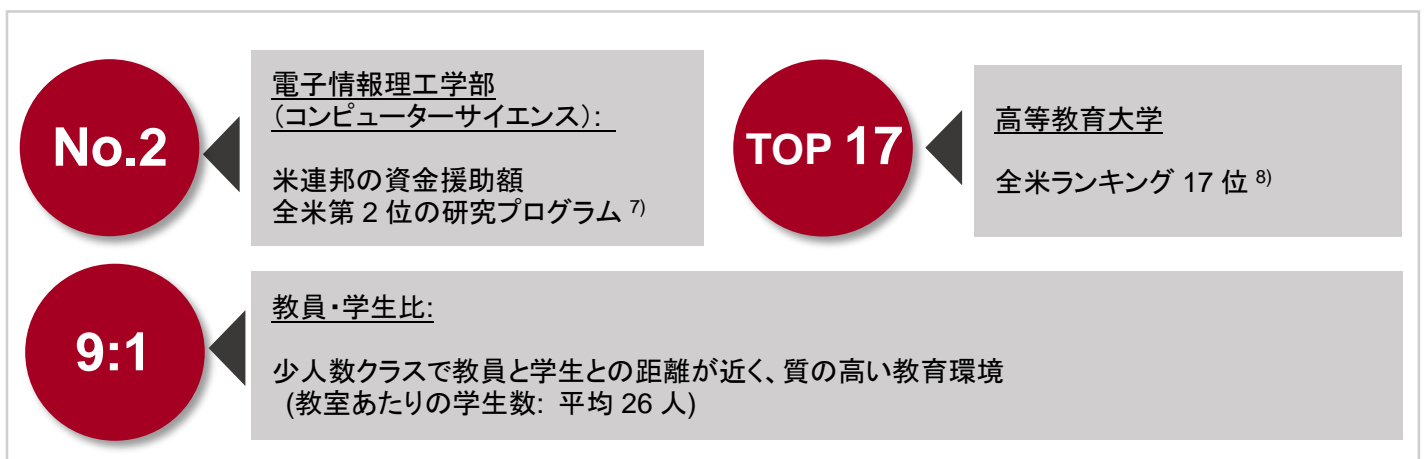 No.2
電子情報理工学部
（コンピューターサイエンス）:
米連邦の資金援助額
全米第 2 位の研究プログラム 7)
TOP 17
高等教育大学
全米ランキング 17 位 8)
9:1
教員・学生比:
少人数クラスで教員と学生との距離が近く、質の高い教育環境
(教室あたりの学生数: 平均 26 人)